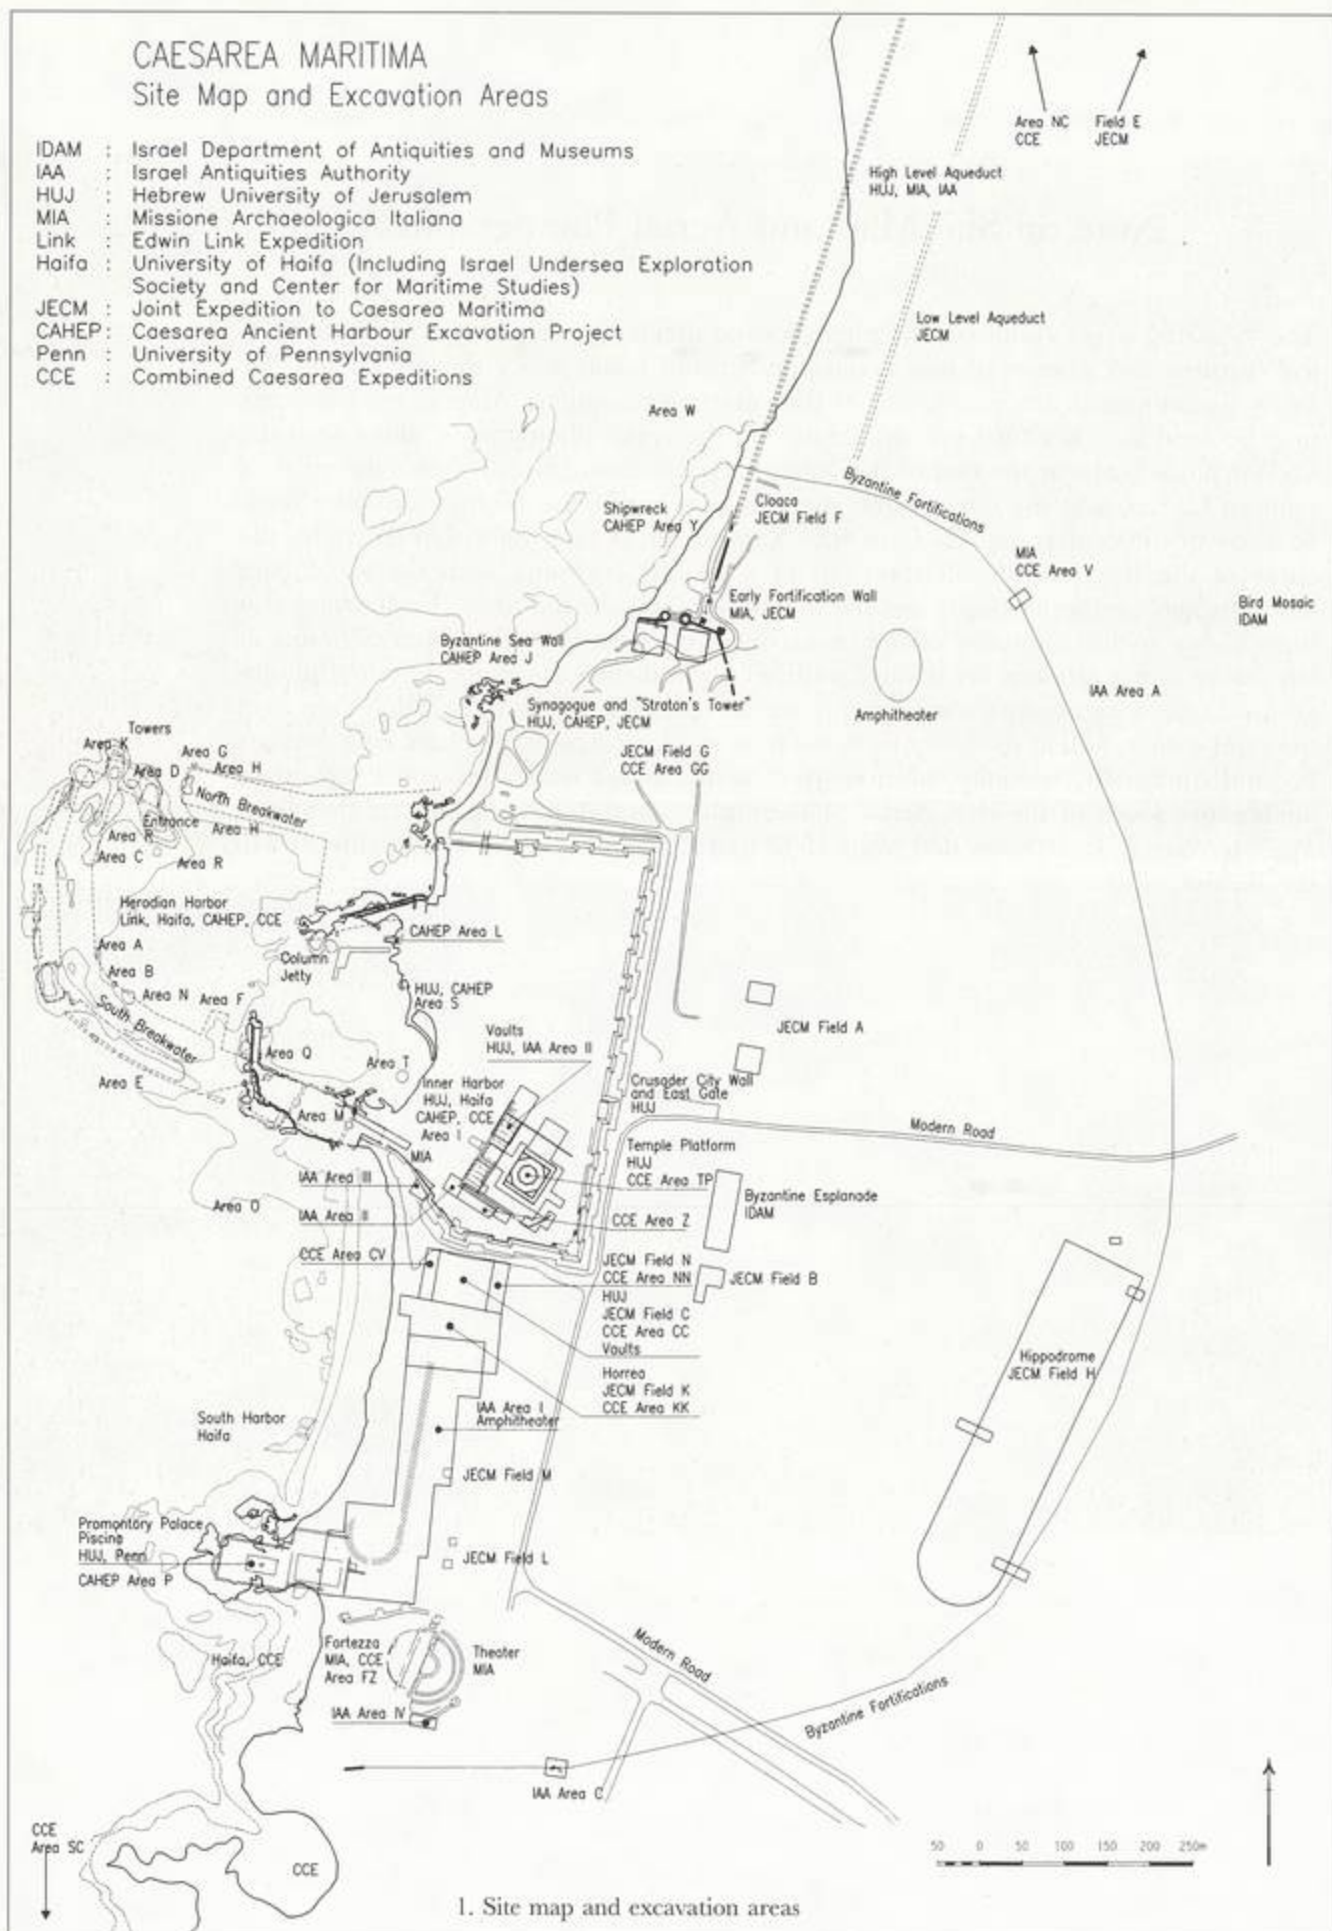 CAESAREA MARITIMA
Site Map and Excavation Areas
IDAM : Israel Department of Antiquities and Museums
IAA : Israel Antiquities Authority
HUJ : Hebrew University of Jerusalem
MIA : Missione Archaeologica Italiana
Link : Edwin Link Expedition
Haifa : University of Haifa (Including Israel Undersea Exploration
Society and Center for Maritime Studies)
JECM : Joint Expedition to Caesarea Maritima
CAHEP: Caesarea Ancient Harbour Excavation Project
Penn : University of Pennsylvania
CCE : Combined Caesarea Expeditions
Area NC
CCE
Field E
JECM
High Level Aqueduct
HUJ, MIA, IAA
Low Level Aqueduct
JECM
Area W
Byzantine Fortifications
Shipwreck
CAHEP Area Y
Cloaca
JECM Field F
MIA
CCE Area V
Early Fortification Wall
MIA, JECM
Bird Mosaic
IDAM
Byzantine Sea Wall
CAHEP Area J
IAA Area A
Synagogue and "Straton's Tower"
HUJ, CAHEP, JECM
Amphitheater
JECM Field G
CCE Area GG
Towers
Area K
Area G
Area D
Area H
North Breakwater
Entrance
Area H
Area R
Area C
Area R
Herodian Harbor
Link, Haifa, CAHEP, CCE
CAHEP Area L
Area A
Column
Jetty
Area B
Area N
Area F
HUJ, CAHEP
Area S
South Breakwater
Vaults
HUJ, IAA Area II
JECM Field A
Area Q
Area T
Area E
Inner Harbor
HUJ, Haifa
CAHEP, CCE
Area I
Crusader City Wall
and East Gate
HUJ
Area M
Modern Road
MIA
Temple Platform
HUJ
CCE Area TP
IAA Area III
Byzantine Esplanade
IDAM
Area O
IAA Area II
CCE Area Z
CCE Area CV
JECM Field N
CCE Area NN
JECM Field B
HUJ
JECM Field C
CCE Area CC
Vaults
Hippodrome
JECM Field H
Horrea
JECM Field K
CCE Area KK
IAA Area I
Amphitheater
South Harbor
Haifa
JECM Field M
Promontory Palace
Piscina
HUJ, Penn
CAHEP Area P
JECM Field L
Haifa, CCE
Fortezza
MIA, CCE
Area FZ
Theater
MIA
Modern Road
IAA Area IV
Byzantine Fortifications
IAA Area C
CCE
Area SC
CCE
50 0 50 100 150 200 250m
1. Site map and excavation areas